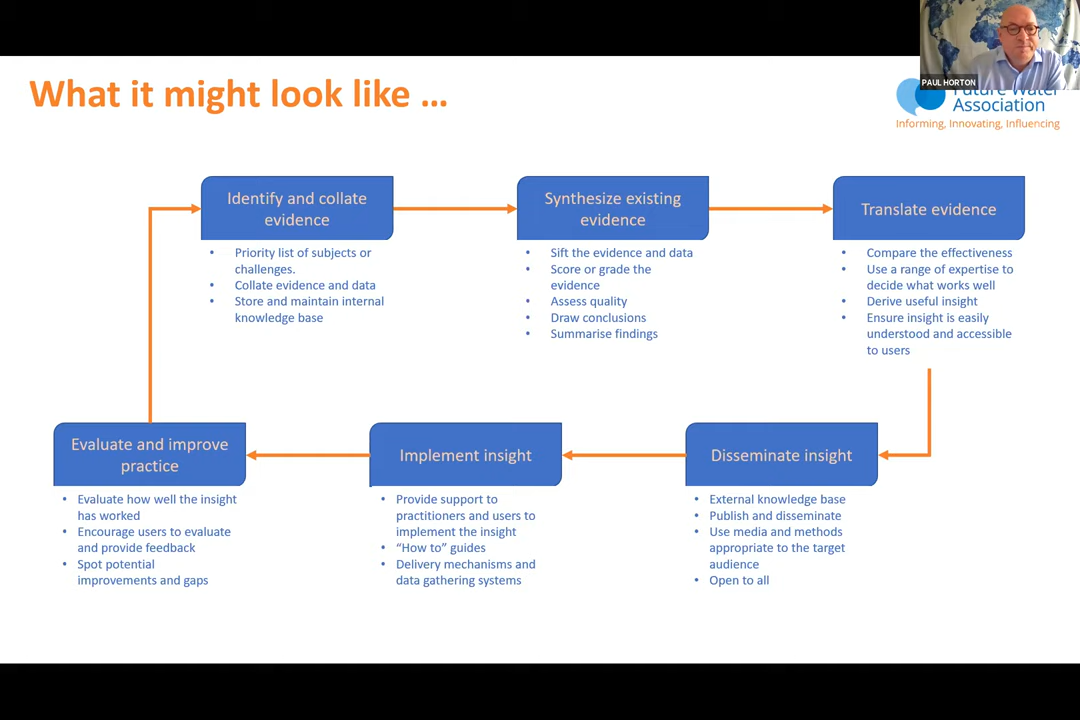 PAUL HORTON
What it might look like ...
Future Water
Association
Informing, Innovating, Influencing
Identify and collate
evidence
• Priority list of subjects or
challenges.
• Collate evidence and data
• Store and maintain internal
knowledge base
Synthesize existing
evidence
• Sift the evidence and data
• Score or grade the
evidence
• Assess quality
• Draw conclusions
• Summarise findings
Translate evidence
• Compare the effectiveness
• Use a range of expertise to
decide what works well
• Derive useful insight
• Ensure insight is easily
understood and accessible
to users
Evaluate and improve
practice
• Evaluate how well the insight
has worked
• Encourage users to evaluate
and provide feedback
• Spot potential
improvements and gaps
Implement insight
• Provide support to
practitioners and users to
implement the insight
• “How to” guides
• Delivery mechanisms and
data gathering systems
Disseminate insight
• External knowledge base
• Publish and disseminate
• Use media and methods
appropriate to the target
audience
• Open to all